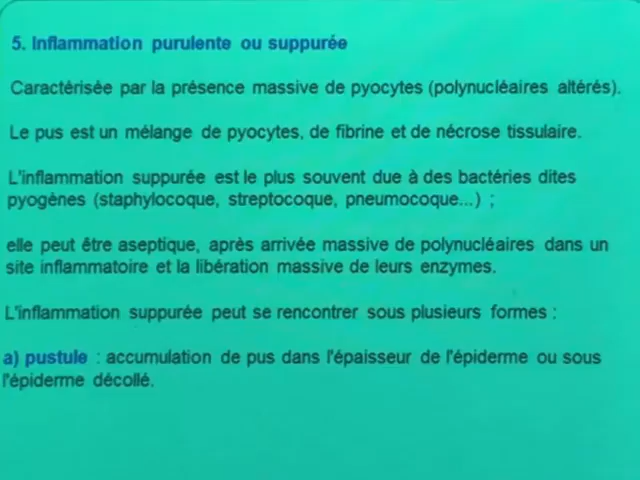 5. Inflammation purulente ou suppurée
Caractérisée par la présence massive de pyocytes (polynucléaires altérés).
Le pus est un mélange de pyocytes, de fibrine et de nécrose tissulaire.
L'inflammation suppurée est le plus souvent due à des bactéries dites
pyogènes (staphylocoque, streptocoque, pneumocoque...) ;
elle peut être aseptique, après arrivée massive de polynucléaires dans un
site inflammatoire et la libération massive de leurs enzymes.
L'inflammation suppurée peut se rencontrer sous plusieurs formes :
a) pustule : accumulation de pus dans l'épaisseur de l'épiderme ou sous
l'épiderme décollé.